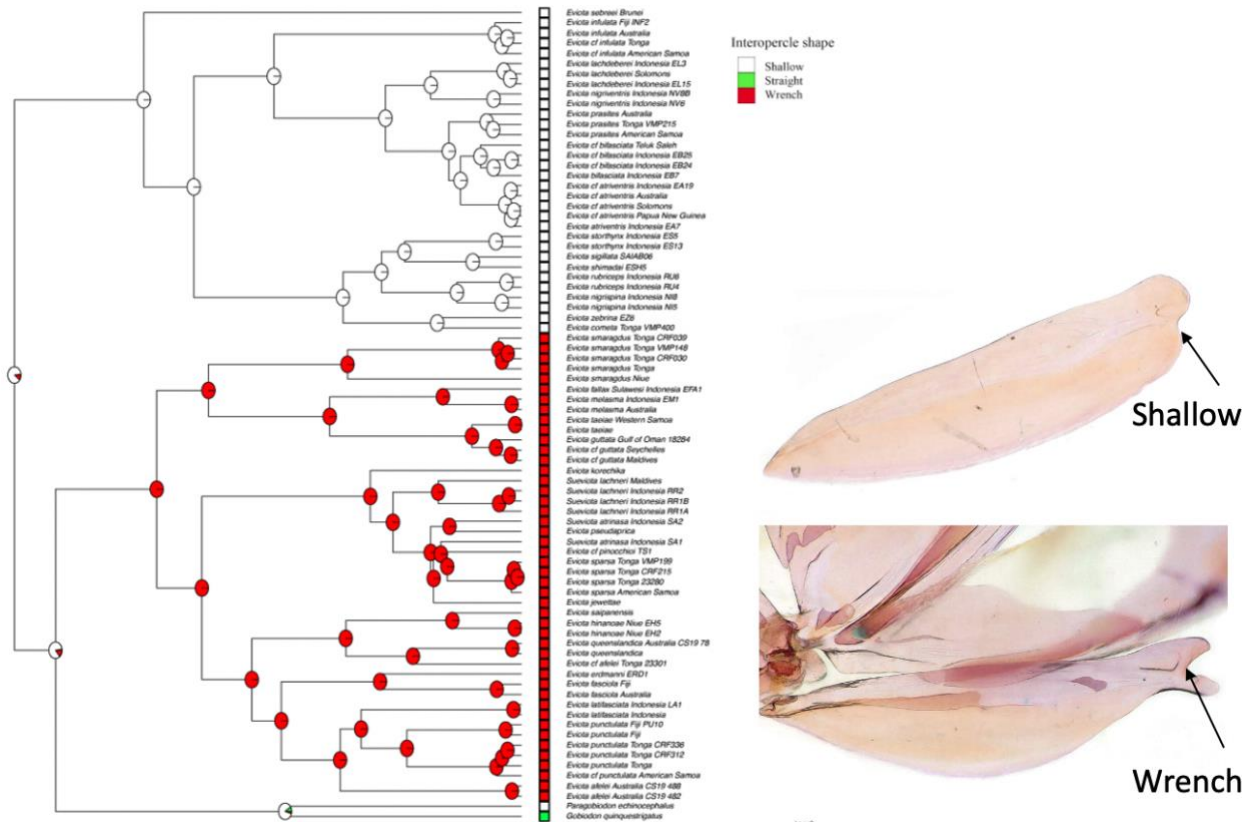 Eviota sebreei Brunei
Eviota infulata Fiji INF2
Eviota infulata Australia
Eviota cf infulata Tonga
Eviota cf infulata American Samoa
Eviota lachdeberei Indonesia EL3
Eviota lachdeberei Solomons
Eviota lachdeberei Indonesia EL15
Eviota nigriventris Indonesia NVBB
Eviota nigriventris Indonesia NV6
Eviota prasites Australia
Eviota prasites Tonga VMP215
Eviota prasites American Samoa
Eviota cf bifasciata Teluk Saleh
Eviota cf bifasciata Indonesia EB25
Eviota cf bifasciata Indonesia EB24
Eviota bifasciata Indonesia EB7
Eviota cf atriventris Indonesia EA19
Eviota cf atriventris Australia
Eviota cf atriventris Solomons
Eviota cf atriventris Papua New Guinea
Eviota atriventris Indonesia EA7
Eviota storthynx Indonesia ES5
Eviota storthynx Indonesia ES13
Eviota sigillata SAIAB06
Eviota shimadai ESH5
Eviota rubriceps Indonesia RU6
Eviota rubriceps Indonesia RU4
Eviota nigrispina Indonesia NI8
Eviota nigrispina Indonesia NI5
Eviota zebrina EZ8
Eviota cometa Tonga VMP400
Eviota smaragdus Tonga CRF039
Eviota smaragdus Tonga VMP148
Eviota smaragdus Tonga CRF030
Eviota smaragdus Tonga
Eviota smaragdus Niue
Eviota fallax Sulawesi Indonesia EFA1
Eviota melasma Indonesia EM1
Eviota melasma Australia
Eviota taeiae Western Samoa
Eviota taeiae
Eviota guttata Gulf of Oman 18284
Eviota cf guttata Seychelles
Eviota cf guttata Maldives
Eviota korechika
Sueviota lachneri Maldives
Sueviota lachneri Indonesia RR2
Sueviota lachneri Indonesia RR1B
Sueviota lachneri Indonesia RR1A
Sueviota atrinasa Indonesia SA2
Eviota pseudaprica
Sueviota atrinasa Indonesia SA1
Eviota cf pinocchioi TS1
Eviota sparsa Tonga VMP199
Eviota sparsa Tonga CRF215
Eviota sparsa Tonga 23280
Eviota sparsa American Samoa
Eviota jewettae
Eviota saipanensis
Eviota hinanoae Niue EH5
Eviota hinanoae Niue EH2
Eviota queenslandica Australia CS19 78
Eviota queenslandica
Eviota cf afelei Tonga 23301
Eviota erdmanni ERD1
Eviota fasciola Fiji
Eviota fasciola Australia
Eviota latifasciata Indonesia LA1
Eviota latifasciata Indonesia
Eviota punctulata Fiji PU10
Eviota punctulata Fiji
Eviota punctulata Tonga CRF336
Eviota punctulata Tonga CRF312
Eviota punctulata Tonga
Eviota cf punctulata American Samoa
Eviota afelei Australia CS19 488
Eviota afelei Australia CS19 482
Paragobiodon echinocephalus
Gobiodon quinquestrigatus
Interopercle shape
Shallow
Straight
Wrench
Shallow
Wrench